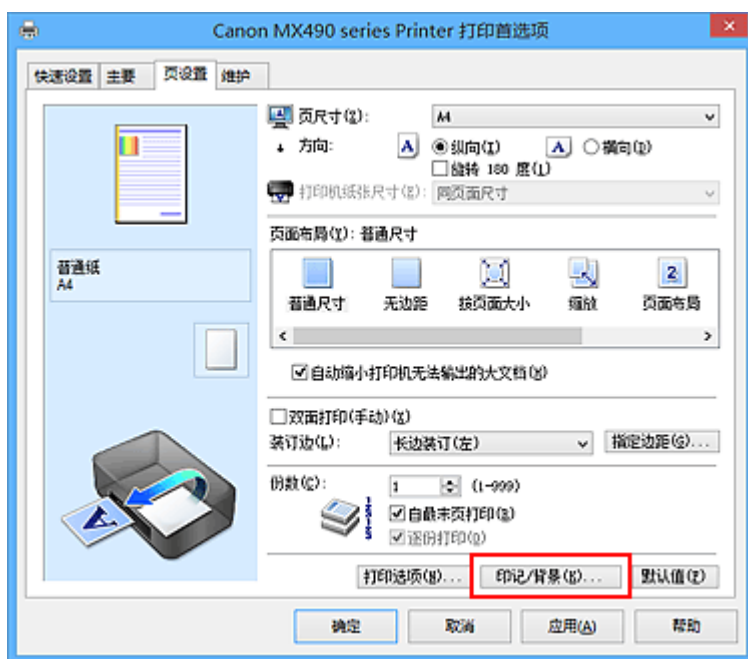 Canon MX490 series Printer 打印首选项
快速设置 主要 页设置 维护
页尺寸(Z): A4
方向: A 纵向(T) A 横向(D)
旋转 180 度(L)
打印机纸张尺寸(E): 同页面尺寸
页面布局(Y): 普通尺寸
普通纸
A4
2
普通尺寸 无边距 按页面大小 缩放 页面布局
自动缩小打印机无法输出的大文档(N)
双面打印(手动)(X)
装订边(L): 长边装订(左) 指定边距(G)...
份数(C): 1 (1-999)
自最末页打印(R)
逐份打印(O)
打印选项(N)... 印记/背景(K)... 默认值(F)
确定 取消 应用(A) 帮助